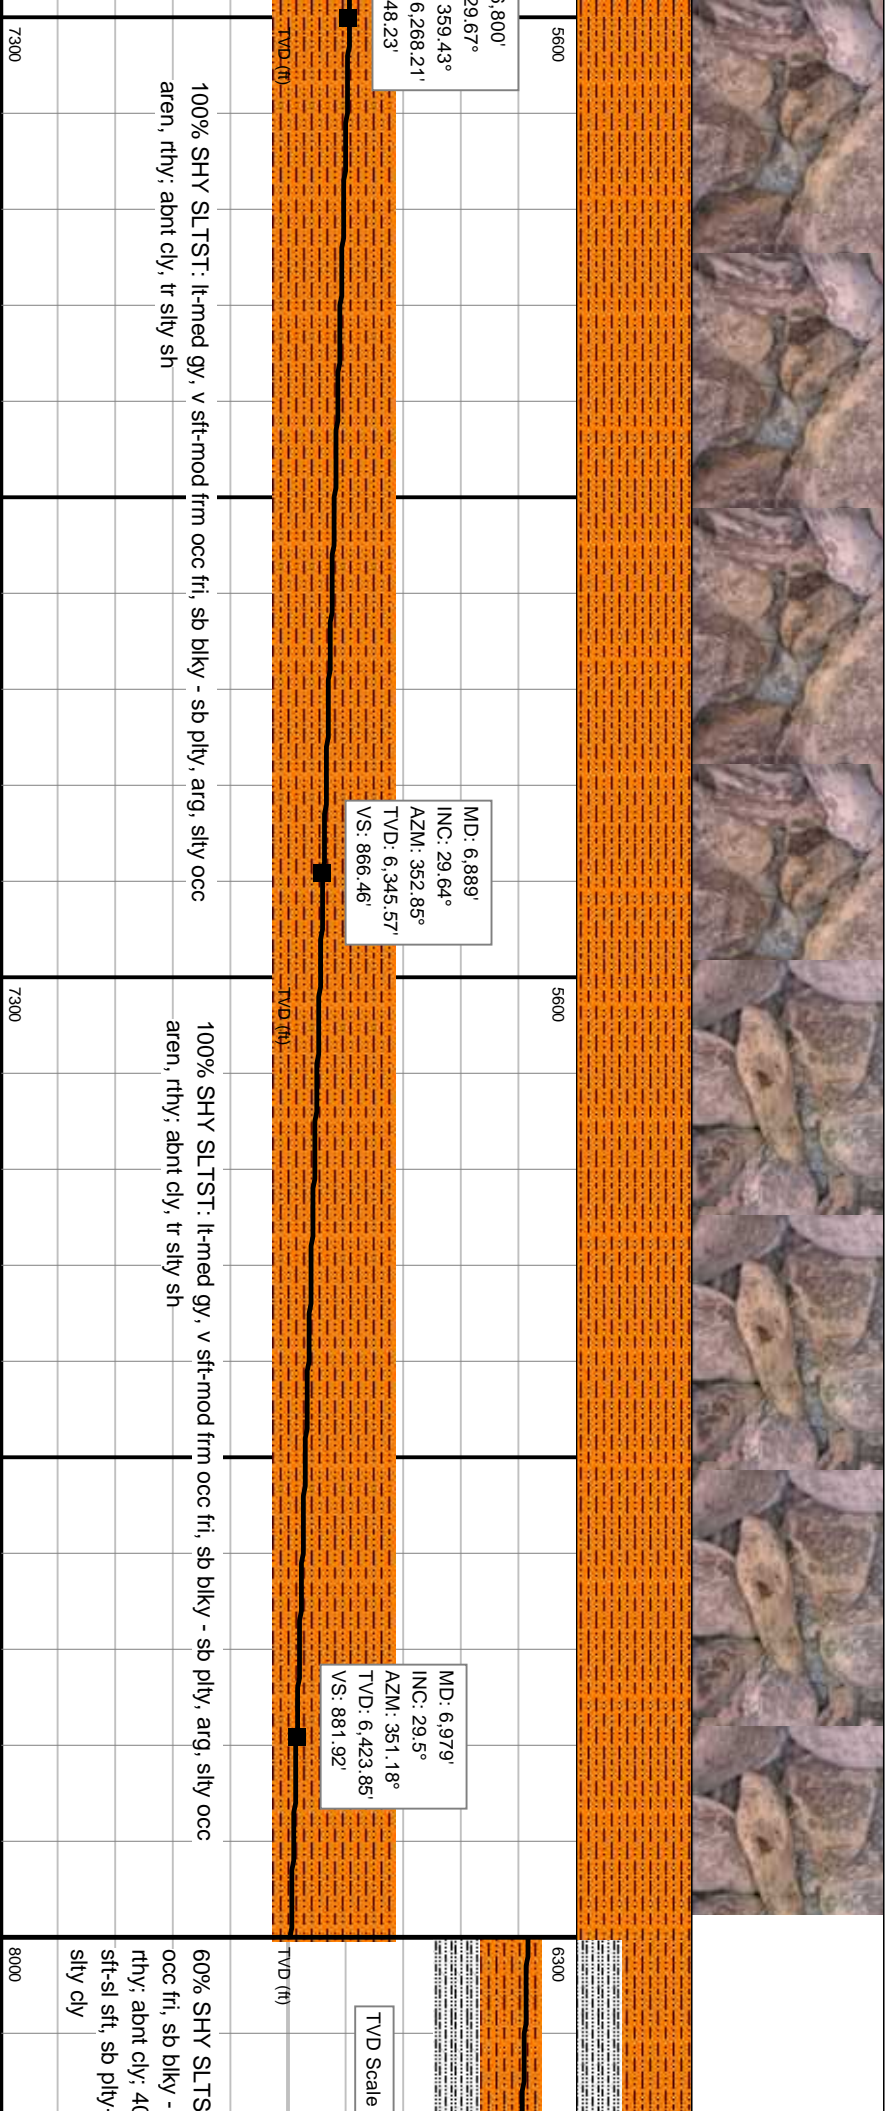 5600
6,800'
29.67°
359.43°
6,268.21'
48.23'
TVD (ft)
7300
100% SHY SLTST: lt-med gy, v sft-mod frm occ fri, sb blky - sb plty, arg, slty occ
aren, rthy; abnt cly, tr slty sh
MD: 6,889'
INC: 29.64°
AZM: 352.85°
TVD: 6,345.57'
VS: 866.46'
5600
TVD (ft)
7300
100% SHY SLTST: lt-med gy, v sft-mod frm occ fri, sb blky - sb plty, arg, slty occ
aren, rthy; abnt cly, tr slty sh
MD: 6,979'
INC: 29.5°
AZM: 351.18°
TVD: 6,423.85'
VS: 881.92'
6300
TVD (ft)
8000
TVD Scale
60% SHY SLTS
occ fri, sb blky -
rthy; abnt cly; 40
sft-sl sft, sb plty-
slty cly